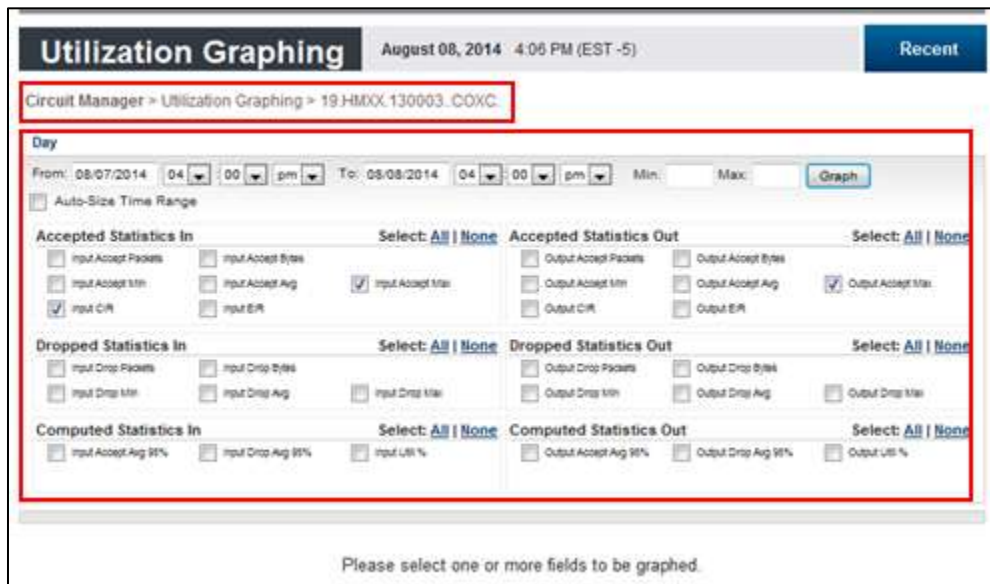 Utilization Graphing August 08, 2014 4:06 PM (EST -5) Recent
Circuit Manager > Utilization Graphing > 19.HMXX.130003..COXC.
Day
From: 08/07/2014 04 : 00 pm To: 08/08/2014 04 : 00 pm Min: Max: Graph
Auto-Size Time Range
Accepted Statistics In Select: All | None Accepted Statistics Out Select: All | None
Input Accept Packets Input Accept Bytes Output Accept Packets Output Accept Bytes
Input Accept Min Input Accept Avg Input Accept Max Output Accept Min Output Accept Avg Output Accept Max
Input CIR Input EIR Output CIR Output EIR
Dropped Statistics In Select: All | None Dropped Statistics Out Select: All | None
Input Drop Packets Input Drop Bytes Output Drop Packets Output Drop Bytes
Input Drop Min Input Drop Avg Input Drop Max Output Drop Min Output Drop Avg Output Drop Max
Computed Statistics In Select: All | None Computed Statistics Out Select: All | None
Input Accept Avg 95% Input Drop Avg 95% Input Util % Output Accept Avg 95% Output Drop Avg 95% Output Util %
Please select one or more fields to be graphed.